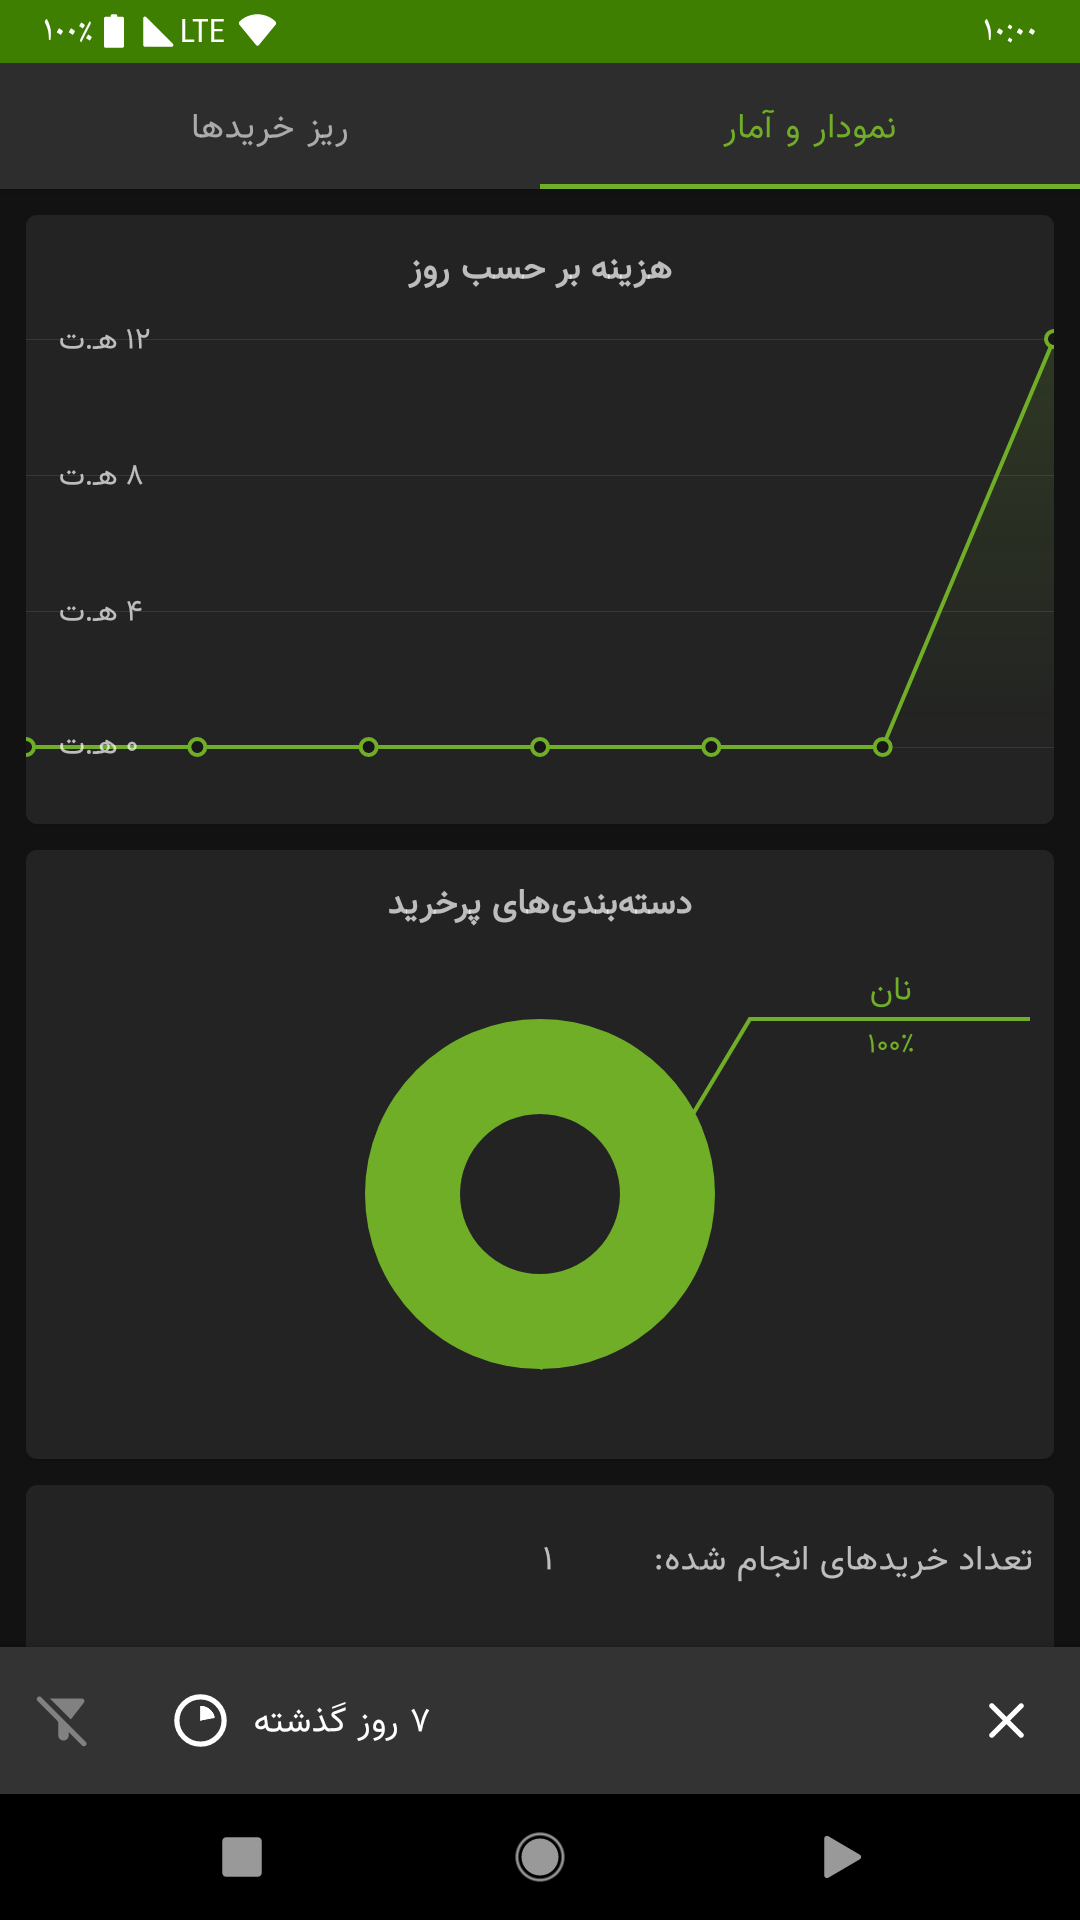 ۱۰:۰۰
LTE
۱۰۰٪
نمودار و آمار
ریز خریدها
هزینه بر حسب روز
۱۲ هـ.ت
۸ هـ.ت
۴ هـ.ت
۰ هـ.ت
دسته‌بندی‌های پرخرید
نان
۱۰۰٪
تعداد خریدهای انجام شده: ۱
۷ روز گذشته